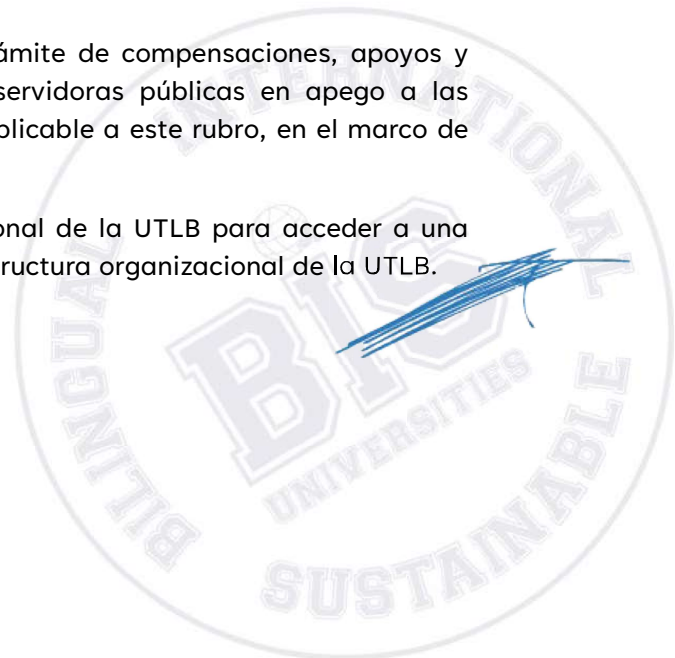 ámite de compensaciones, apoyos y
servidoras públicas en apego a las
plicable a este rubro, en el marco de
onal de la UTLB para acceder a una
tructura organizacional de la UTLB.
INTERNATIONAL
BILINGUAL
BIS
UNIVERSITIES
SUSTAINABLE